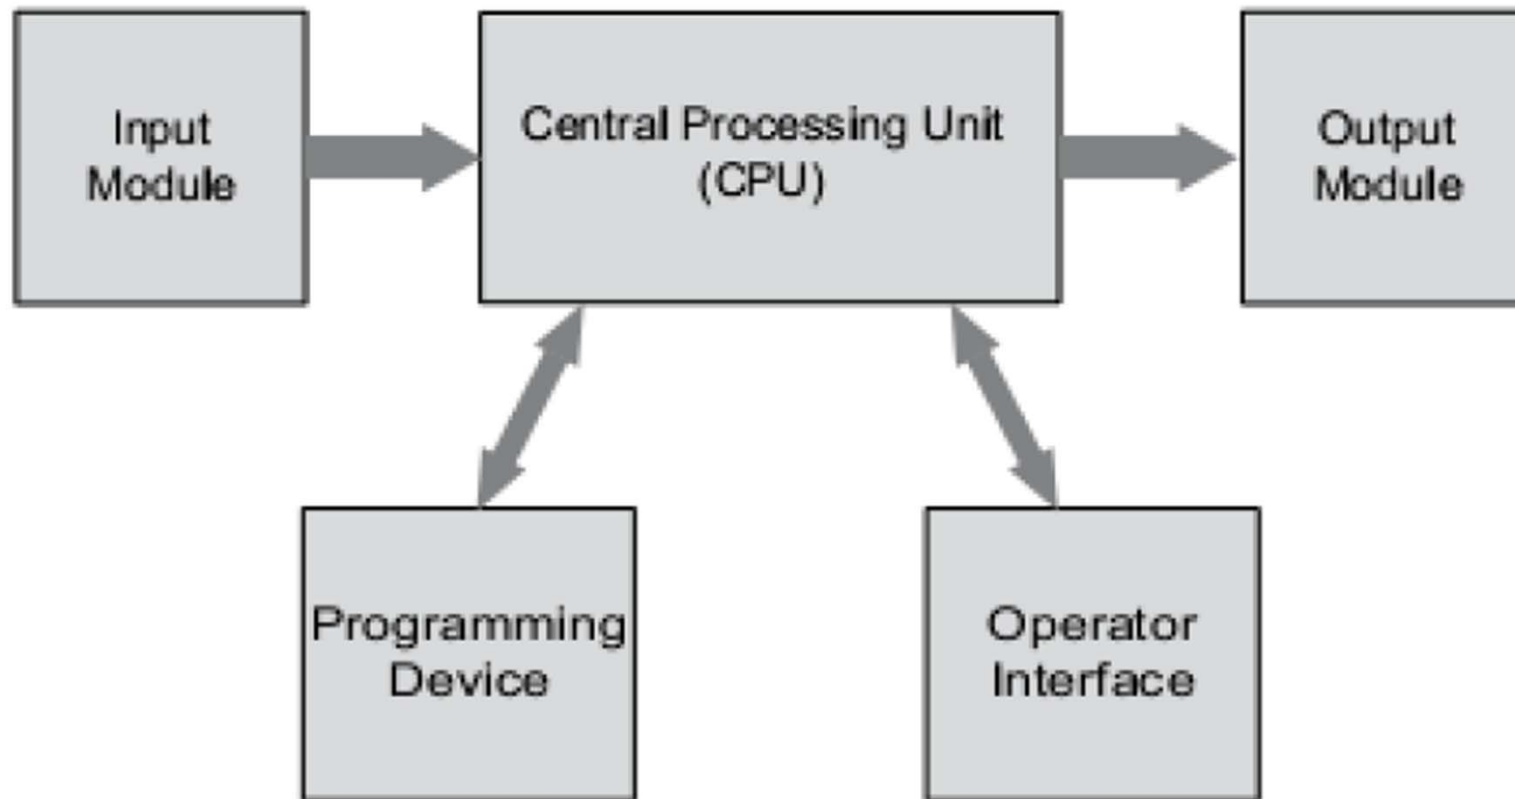 Input
Module
Central Processing Unit
(CPU)
Output
Module
Programming
Device
Operator
Interface